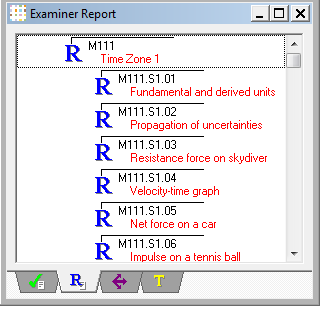 Examiner Report
R M111
Time Zone 1
R M111.S1.01
Fundamental and derived units
R M111.S1.02
Propagation of uncertainties
R M111.S1.03
Resistance force on skydiver
R M111.S1.04
Velocity-time graph
R M111.S1.05
Net force on a car
R M111.S1.06
Impulse on a tennis ball
R T